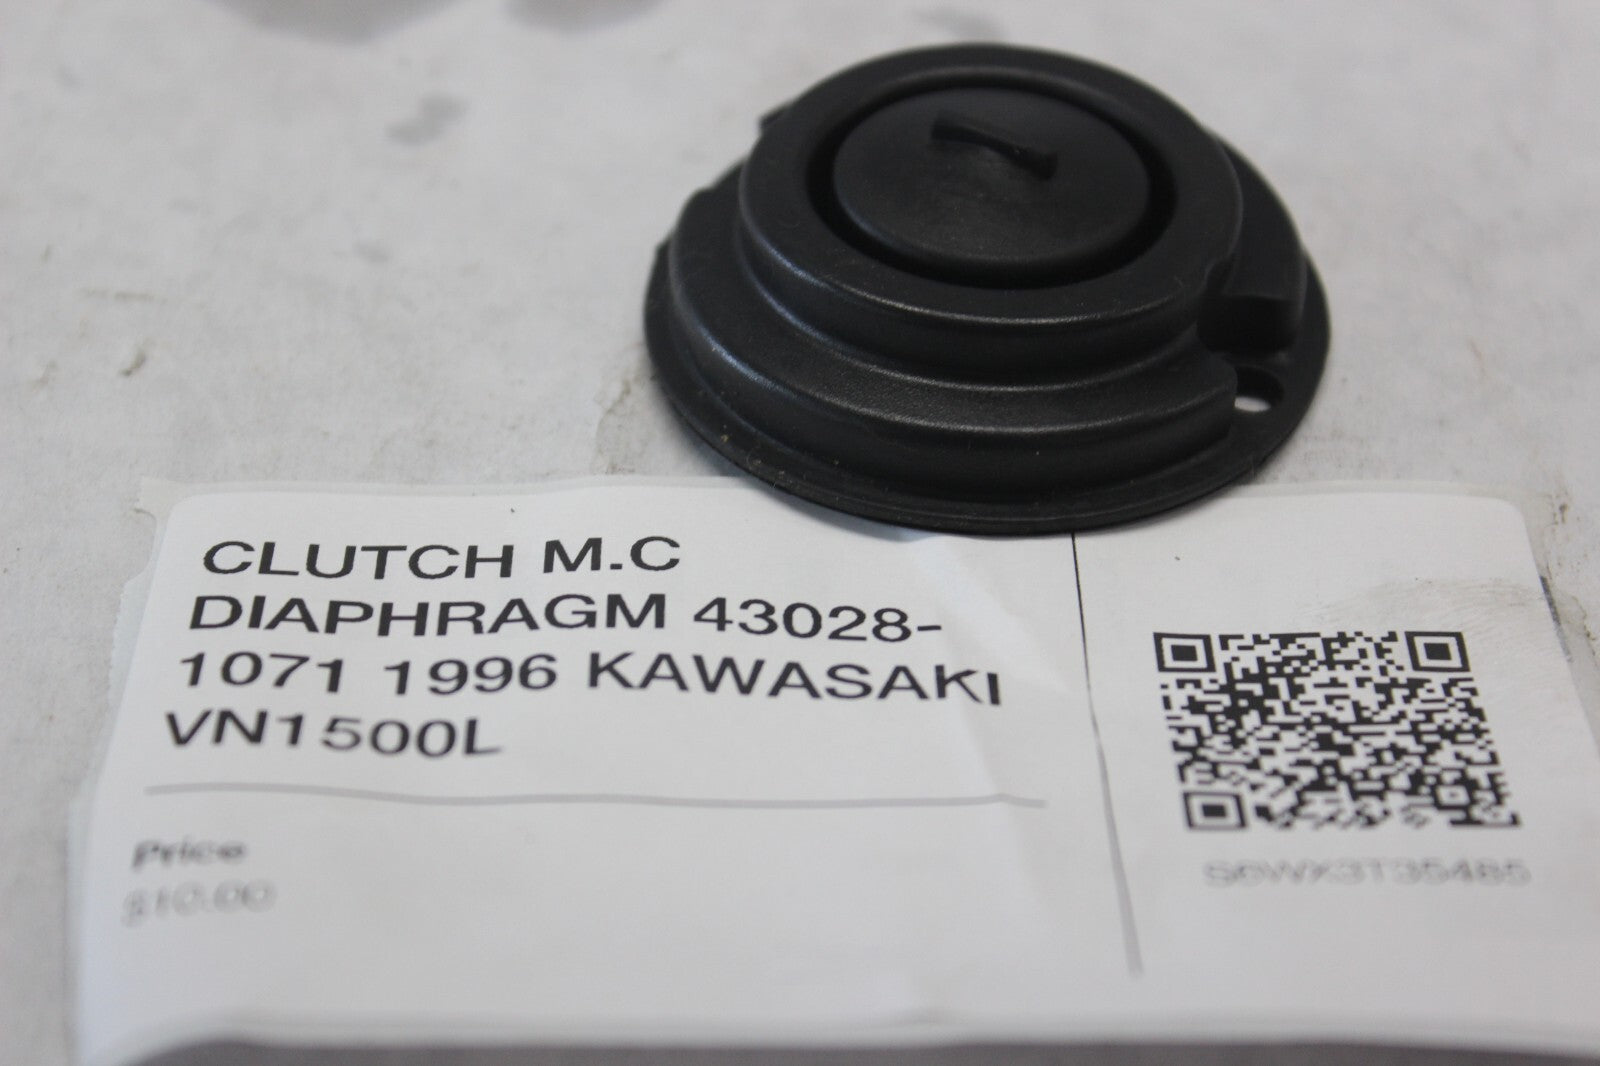 CLUTCH M.C
DIAPHRAGM 43028-
1071 1996 KAWASAKI
VN1500L
Price
$10.00
S6WX3T35485